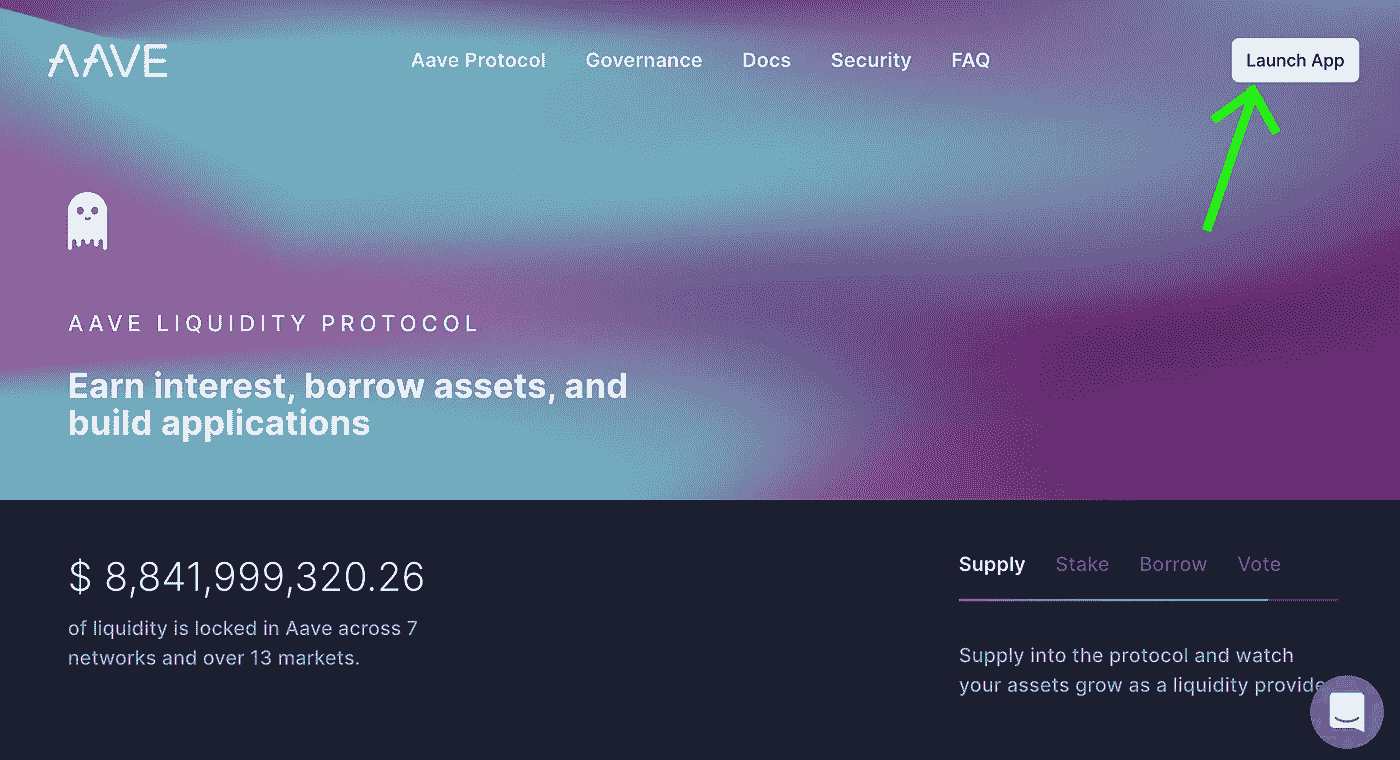 AAVE
Aave Protocol Governance Docs Security FAQ
Launch App
AAVE LIQUIDITY PROTOCOL
Earn interest, borrow assets, and
build applications
$ 8,841,999,320.26
of liquidity is locked in Aave across 7
networks and over 13 markets.
Supply Stake Borrow Vote
Supply into the protocol and watch
your assets grow as a liquidity provide